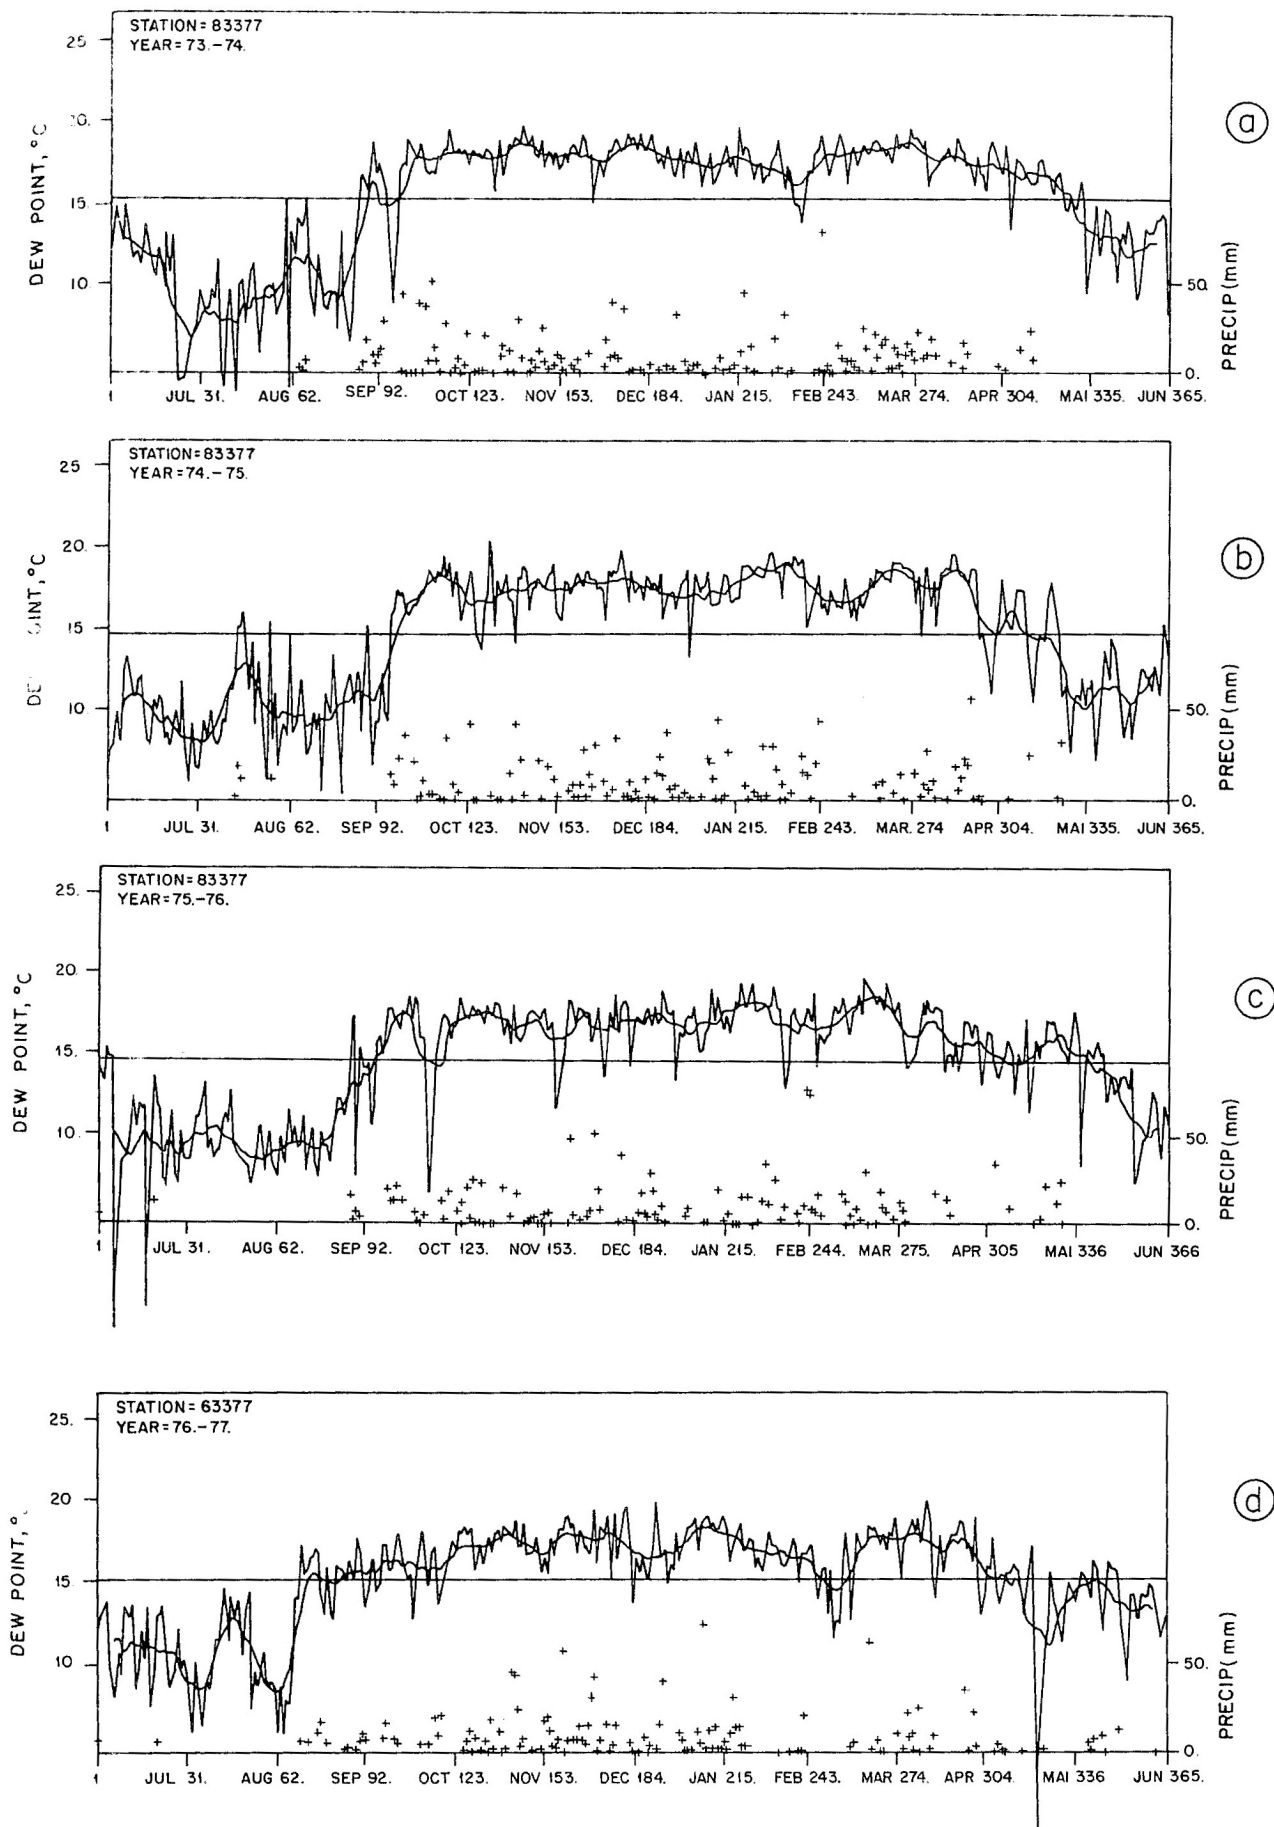 STATION=83377
YEAR=73.-74.
25
20.
15.
10.
DEW POINT, °C
50.
0.
PRECIP(mm)
a
1 JUL 31. AUG 62. SEP 92. OCT 123. NOV 153. DEC 184. JAN 215. FEB 243. MAR 274. APR 304. MAI 335. JUN 365.
STATION=83377
YEAR=74.-75.
25
20.
15
10.
OINT, °C
50.
0.
PRECIP(mm)
b
1 JUL 31. AUG 62. SEP 92. OCT 123. NOV 153. DEC 184. JAN 215. FEB 243. MAR. 274 APR 304. MAI 335. JUN 365.
STATION=83377
YEAR=75.-76.
25.
20.
15.
10.
DEW POINT, °C
50.
0.
PRECIP(mm)
c
1 JUL 31. AUG 62. SEP 92. OCT 123. NOV 153. DEC 184. JAN 215. FEB 244. MAR 275. APR 305 MAI 336 JUN 366
STATION=63377
YEAR=76.-77.
25.
20
15
10
DEW POINT, °
50.
0.
PRECIP(mm)
d
1 JUL 31. AUG 62. SEP 92. OCT 123. NOV 153. DEC 184. JAN 215. FEB 243. MAR 274. APR 304. MAI 336 JUN 365.